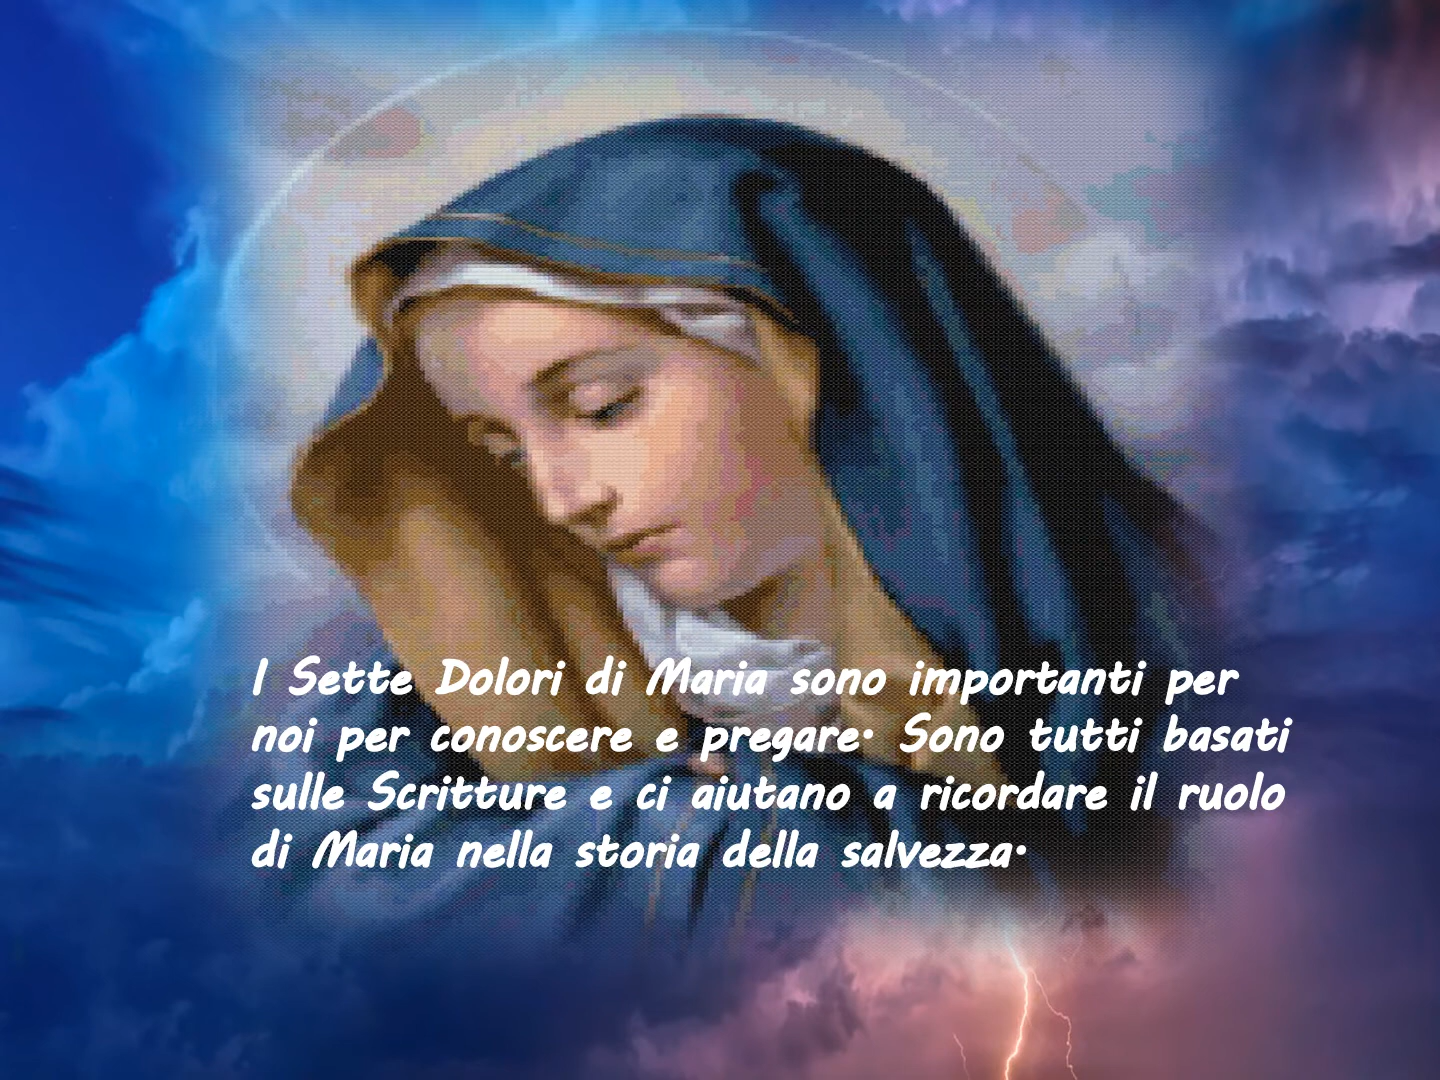 I Sette Dolori di Maria sono importanti per
noi per conoscere e pregare. Sono tutti basati
sulle Scritture e ci aiutano a ricordare il ruolo
di Maria nella storia della salvezza.